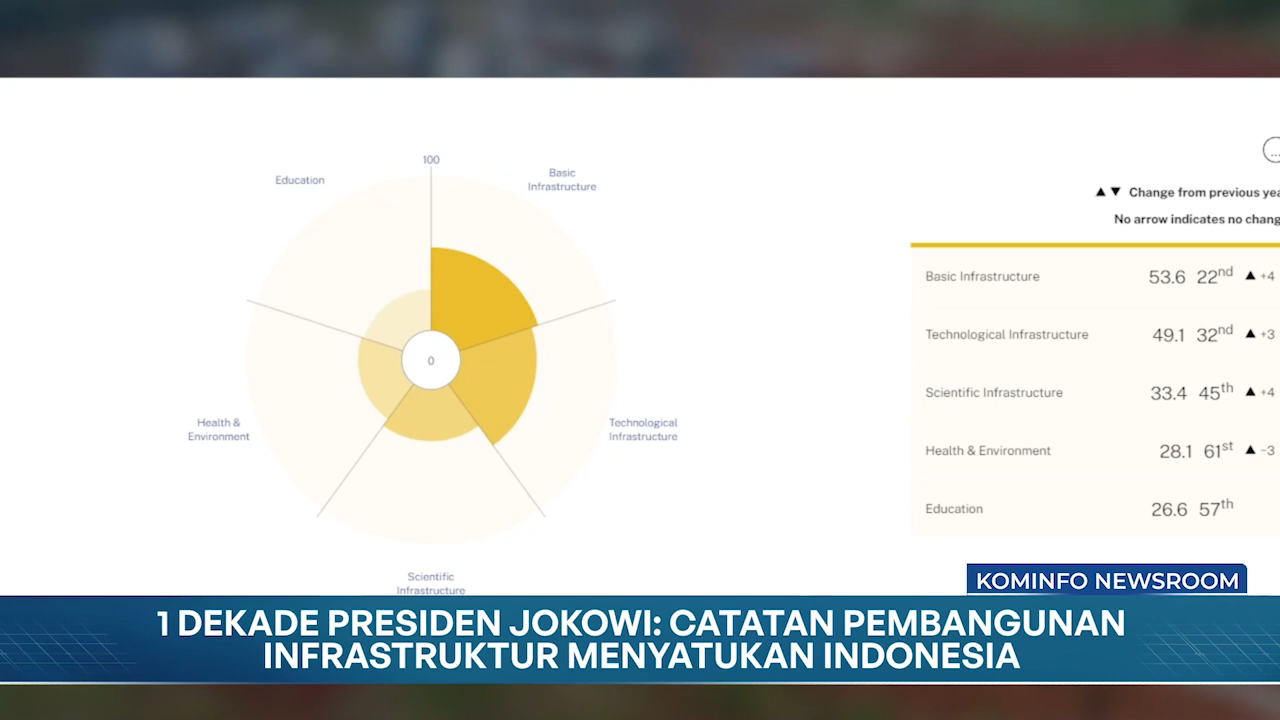 100
Education
Basic
Infrastructure
0
Health &
Environment
Technological
Infrastructure
Scientific
Infrastructure
...
▲ ▼ Change from previous yea
No arrow indicates no chang
Basic Infrastructure 53.6 22nd ▲ +4
Technological Infrastructure 49.1 32nd ▲ +3
Scientific Infrastructure 33.4 45th ▲ +4
Health & Environment 28.1 61st ▲ −3
Education 26.6 57th
KOMINFO NEWSROOM
1 DEKADE PRESIDEN JOKOWI: CATATAN PEMBANGUNAN
INFRASTRUKTUR MENYATUKAN INDONESIA